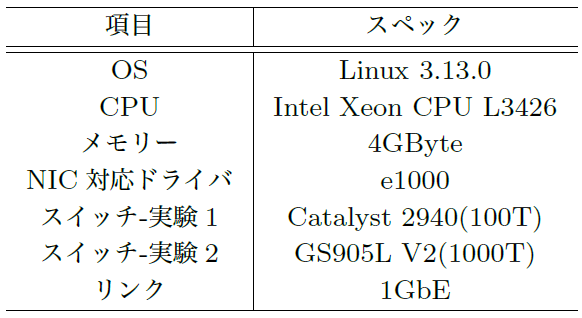 項目 スペック
OS Linux 3.13.0
CPU Intel Xeon CPU L3426
メモリー 4GByte
NIC 対応ドライバ e1000
スイッチ-実験 1 Catalyst 2940(100T)
スイッチ-実験 2 GS905L V2(1000T)
リンク 1GbE